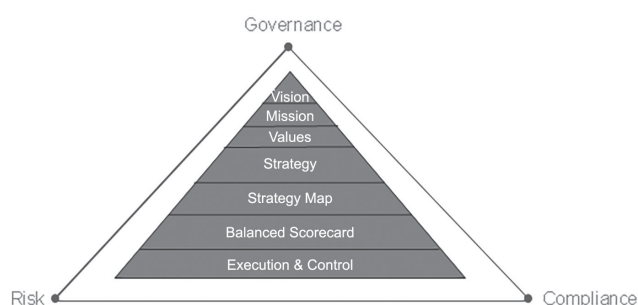 Governance
Vision
Mission
Values
Strategy
Strategy Map
Balanced Scorecard
Execution & Control
Risk
Compliance